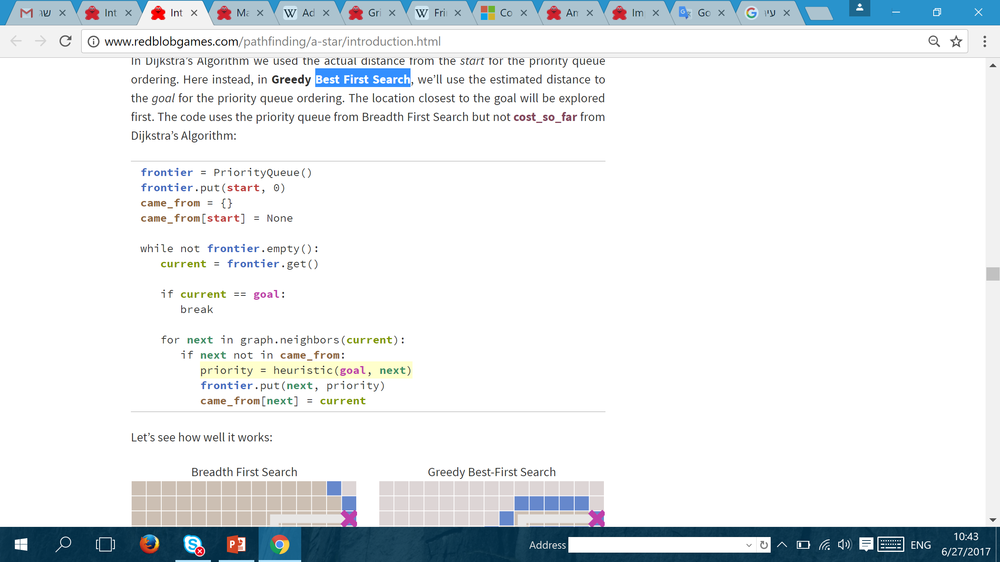 שג
Int
Int
Ma
Ad
Gri
Frin
Co
Am
Im
Go
עיו
www.redblobgames.com/pathfinding/a-star/introduction.html
In Dijkstra’s Algorithm we used the actual distance from the start for the priority queue
ordering. Here instead, in Greedy Best First Search, we’ll use the estimated distance to
the goal for the priority queue ordering. The location closest to the goal will be explored
first. The code uses the priority queue from Breadth First Search but not cost_so_far from
Dijkstra’s Algorithm:
frontier = PriorityQueue()
frontier.put(start, 0)
came_from = {}
came_from[start] = None
while not frontier.empty():
current = frontier.get()
if current == goal:
break
for next in graph.neighbors(current):
if next not in came_from:
priority = heuristic(goal, next)
frontier.put(next, priority)
came_from[next] = current
Let’s see how well it works:
Breadth First Search
Greedy Best-First Search
Address
ENG
10:43
6/27/2017